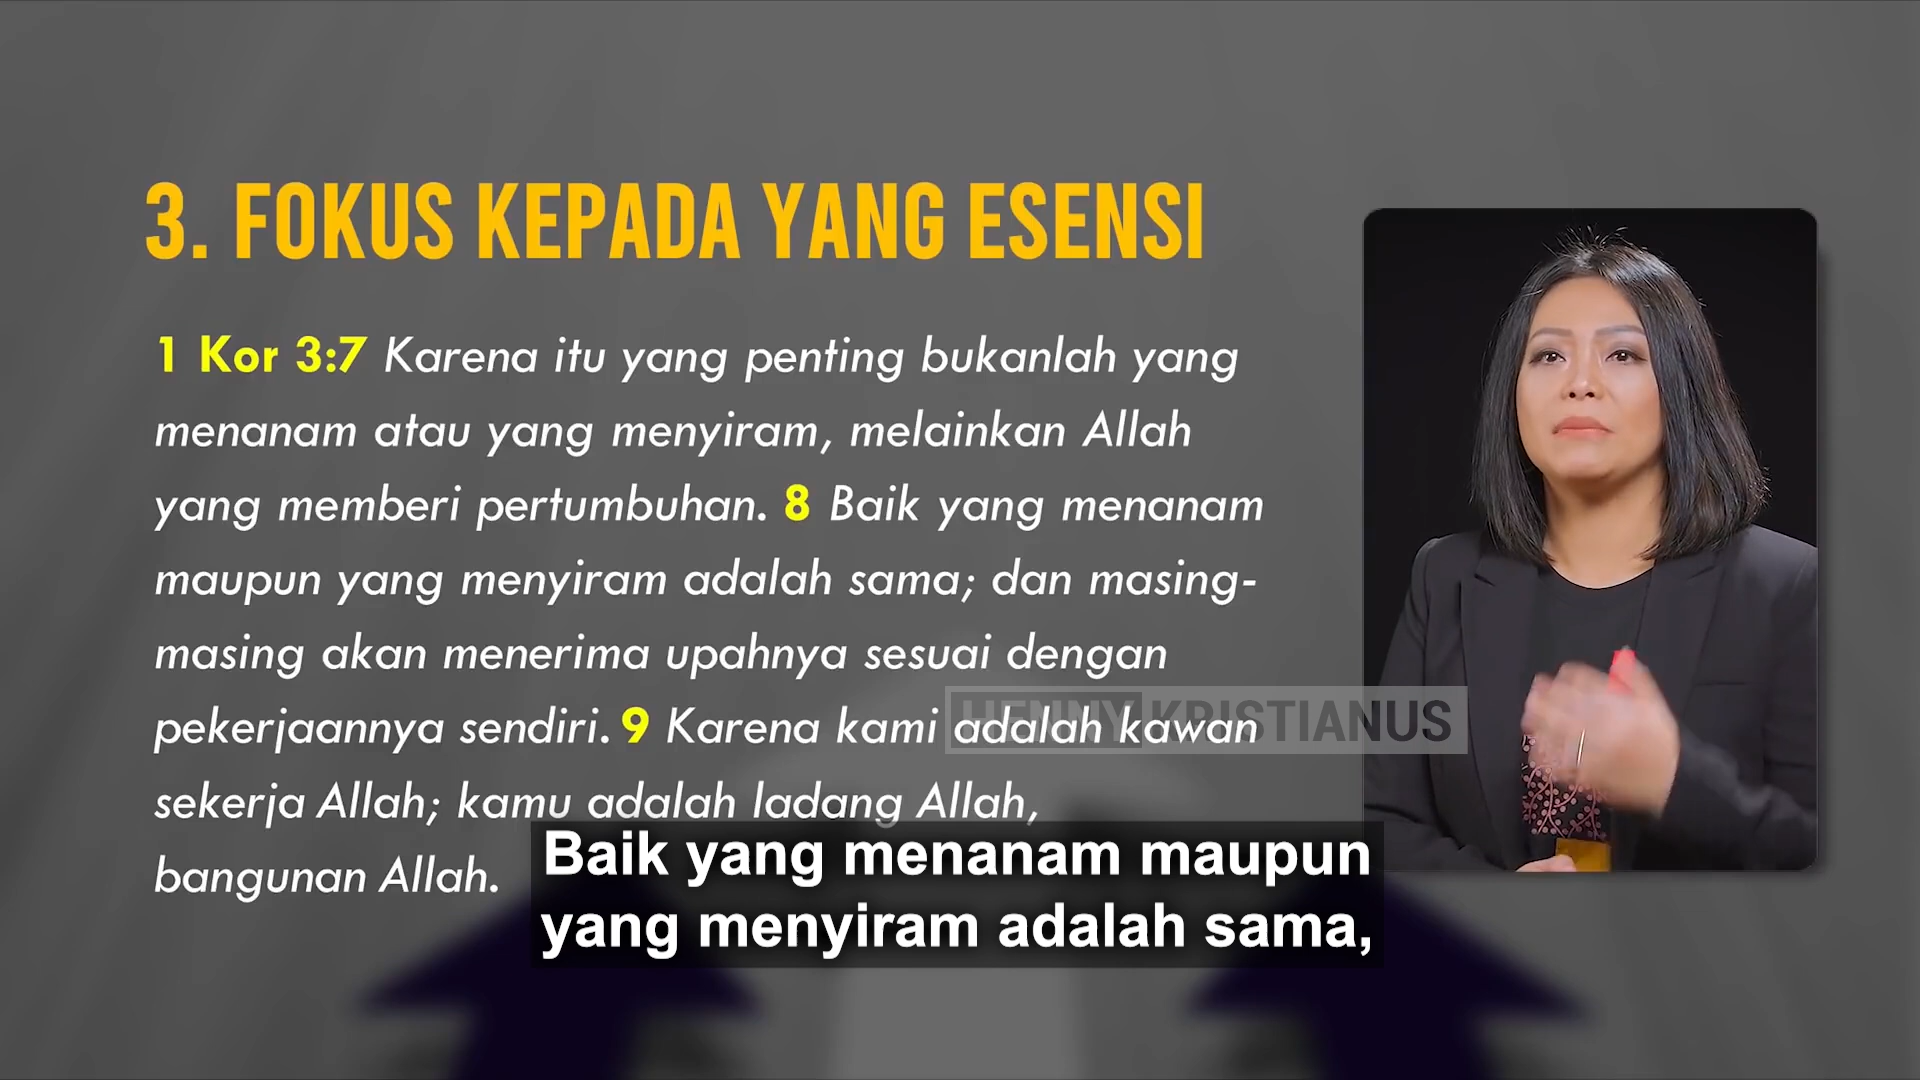 3. FOKUS KEPADA YANG ESENSI
1 Kor 3:7 Karena itu yang penting bukanlah yang
menanam atau yang menyiram, melainkan Allah
yang memberi pertumbuhan. 8 Baik yang menanam
maupun yang menyiram adalah sama; dan masing-
masing akan menerima upahnya sesuai dengan
pekerjaannya sendiri. 9 Karena kami adalah kawan
HENNY KRISTIANUS
sekerja Allah; kamu adalah ladang Allah,
bangunan Allah.
Baik yang menanam maupun
yang menyiram adalah sama,